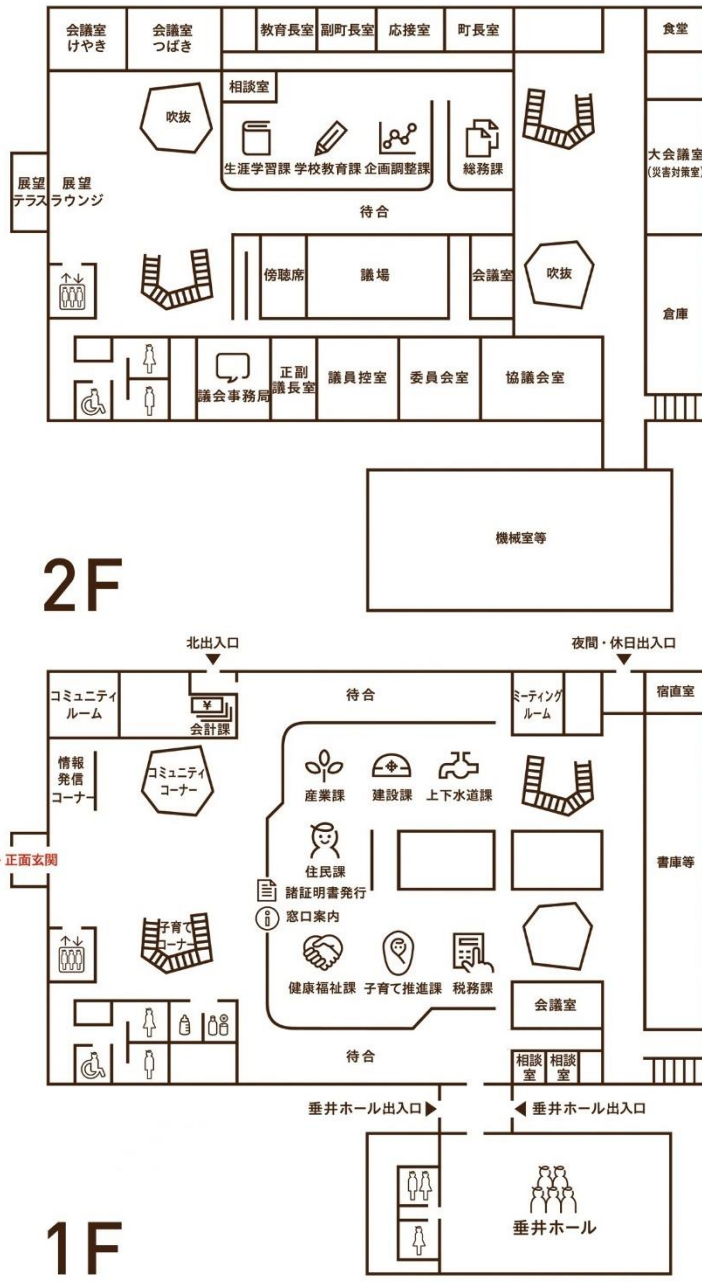 会議室
けやき
会議室
つばき
教育長室
副町長室
応接室
町長室
食堂
相談室
吹抜
生涯学習課
学校教育課
企画調整課
総務課
大会議室
(災害対策室)
展望
テラス
展望
ラウンジ
待合
傍聴席
議場
会議室
吹抜
倉庫
議会事務局
正副
議長室
議員控室
委員会室
協議会室
機械室等
2F
北出入口
夜間・休日出入口
コミュニティ
ルーム
¥
会計課
待合
ミーティング
ルーム
宿直室
情報
発信
コーナー
コミュニティ
コーナー
産業課
建設課
上下水道課
正面玄関
住民課
諸証明書発行
窓口案内
書庫等
子育て
コーナー
健康福祉課
子育て推進課
税務課
会議室
待合
相談
室
相談
室
垂井ホール出入口
垂井ホール出入口
垂井ホール
1F